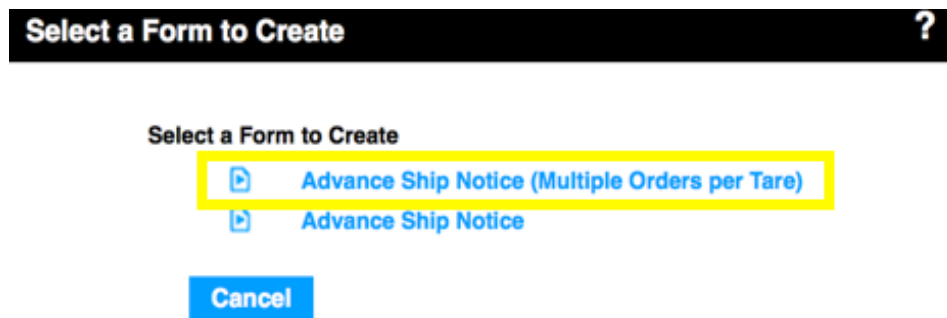 Select a Form to Create ?
Select a Form to Create
Advance Ship Notice (Multiple Orders per Tare)
Advance Ship Notice
Cancel